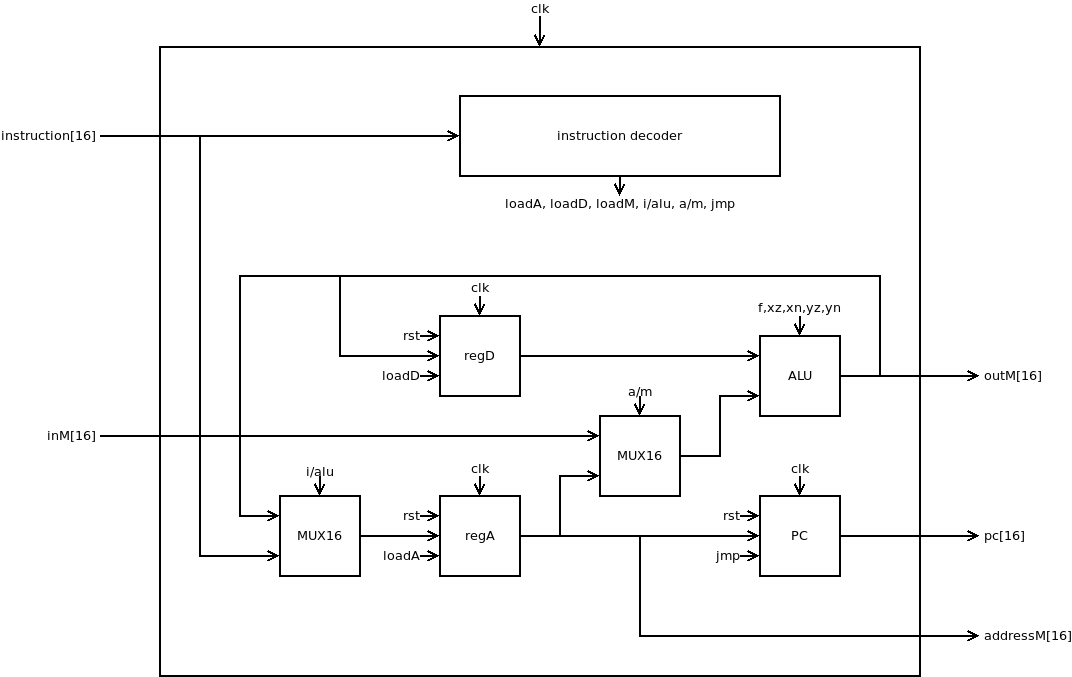 clk
instruction[16]
instruction decoder
loadA, loadD, loadM, i/alu, a/m, jmp
clk
f,xz,xn,yz,yn
rst
regD
loadD
ALU
outM[16]
a/m
inM[16]
MUX16
i/alu
clk
clk
rst
rst
MUX16
regA
PC
pc[16]
loadA
jmp
addressM[16]